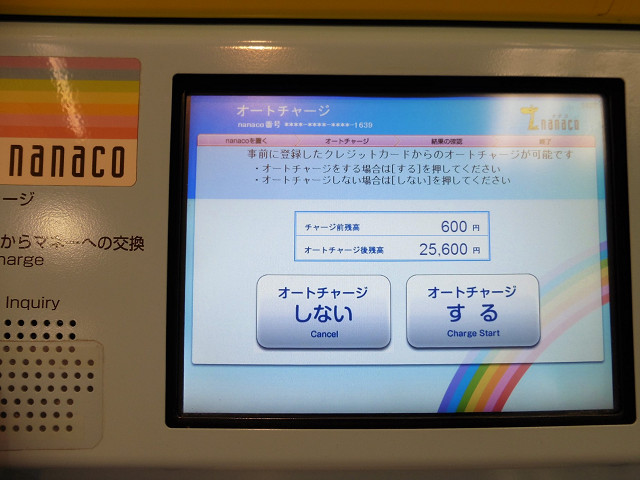 nanaco
ージ
からマネーへの交換
harge
Inquiry
オートチャージ
nanaco番号 ****-****-****-1639
nanaco
nanacoを置く オートチャージ 結果の確認 終了
事前に登録したクレジットカードからのオートチャージが可能です
・オートチャージをする場合は[する]を押してください
・オートチャージしない場合は[しない]を押してください
チャージ前残高 600 円
オートチャージ後残高 25,600 円
オートチャージ
しない
Cancel
オートチャージ
する
Charge Start